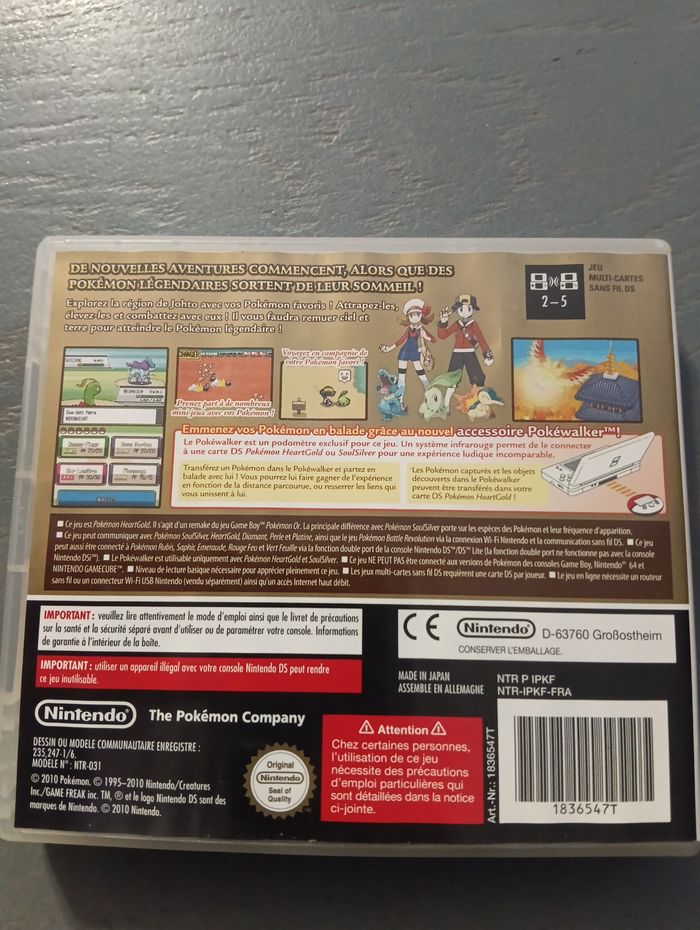 DE NOUVELLES AVENTURES COMMENCENT, ALORS QUE DES
POKÉMON LÉGENDAIRES SORTENT DE LEUR SOMMEIL !
Explorez la région de Johto avec vos Pokémon favoris ! Attrapez-les,
élevez-les et combattez avec eux ! Il vous faudra remuer ciel et
terre pour atteindre le Pokémon légendaire !
2-5
JEU
MULTI-CARTES
SANS FIL DS
Prenez part à de nombreux
mini-jeux avec vos Pokémon !
Voyagez en compagnie de
votre Pokémon favori !
Emmenez vos Pokémon en balade grâce au nouvel accessoire Pokéwalker™ !
Le Pokéwalker est un podomètre exclusif pour ce jeu. Un système infrarouge permet de le connecter
à une carte DS Pokémon HeartGold ou SoulSilver pour une expérience ludique incomparable.
Transférez un Pokémon dans le Pokéwalker et partez en
balade avec lui ! Vous pourrez lui faire gagner de l'expérience
en fonction de la distance parcourue, ou resserrer les liens
qui vous unissent à lui.
Les Pokémon capturés et les objets
découverts dans le Pokéwalker
peuvent être transférés dans votre
carte DS Pokémon HeartGold !
■ Ce jeu est Pokémon HeartGold. Il s'agit d'un remake du jeu Game Boy™ Pokémon Or. La principale différence avec Pokémon SoulSilver porte sur les espèces des Pokémon et leur fréquence d'apparition.
■ Ce jeu peut communiquer avec Pokémon SoulSilver, HeartGold, Diamant, Perle et Platine, ainsi que le jeu Pokémon Battle Revolution via la connexion Wi-Fi Nintendo et la communication sans fil DS. ■ Ce jeu
peut aussi être connecté à Pokémon Rubis, Saphir, Emeraude, Rouge Feu et Vert Feuille via la fonction double port de la console Nintendo DS™/DS™ Lite (la fonction double port ne fonctionne pas avec la console
Nintendo DSi™). ■ Le Pokéwalker est utilisable uniquement avec Pokémon HeartGold et SoulSilver. ■ Ce jeu NE PEUT PAS être connecté aux versions de Pokémon des consoles Game Boy, Nintendo® 64 et
NINTENDO GAMECUBE™. ■ Niveau de lecture basique nécessaire pour apprécier pleinement ce jeu. ■ Les jeux multi-cartes sans fil DS requièrent une carte DS par joueur. ■ Le jeu en ligne nécessite un routeur
sans fil ou un connecteur Wi-Fi USB Nintendo (vendu séparément) ainsi qu'un accès Internet haut débit.
IMPORTANT : veuillez lire attentivement le mode d'emploi ainsi que le livret de précautions
sur la santé et la sécurité séparé avant d'utiliser ou de paramétrer votre console. Informations
de garantie à l'intérieur de la boîte.
IMPORTANT : utiliser un appareil illégal avec votre console Nintendo DS peut rendre
ce jeu inutilisable.
CE Nintendo® D-63760 Großostheim
CONSERVER L'EMBALLAGE.
MADE IN JAPAN
ASSEMBLE EN ALLEMAGNE
NTR P IPKF
NTR-IPKF-FRA
Nintendo® The Pokémon Company
DESSIN OU MODELE COMMUNAUTAIRE ENREGISTRE :
235,247-1/6.
MODELE N° : NTR-031
© 2010 Pokémon. © 1995–2010 Nintendo/Creatures
Inc./GAME FREAK inc. TM, ® et le logo Nintendo DS sont des
marques de Nintendo. © 2010 Nintendo.
Original
Nintendo
Seal of
Quality
Attention
Chez certaines personnes,
l'utilisation de ce jeu
nécessite des précautions
d'emploi particulières qui
sont détaillées dans la notice
ci-jointe.
Art.-Nr.: 1836547T
1836547T